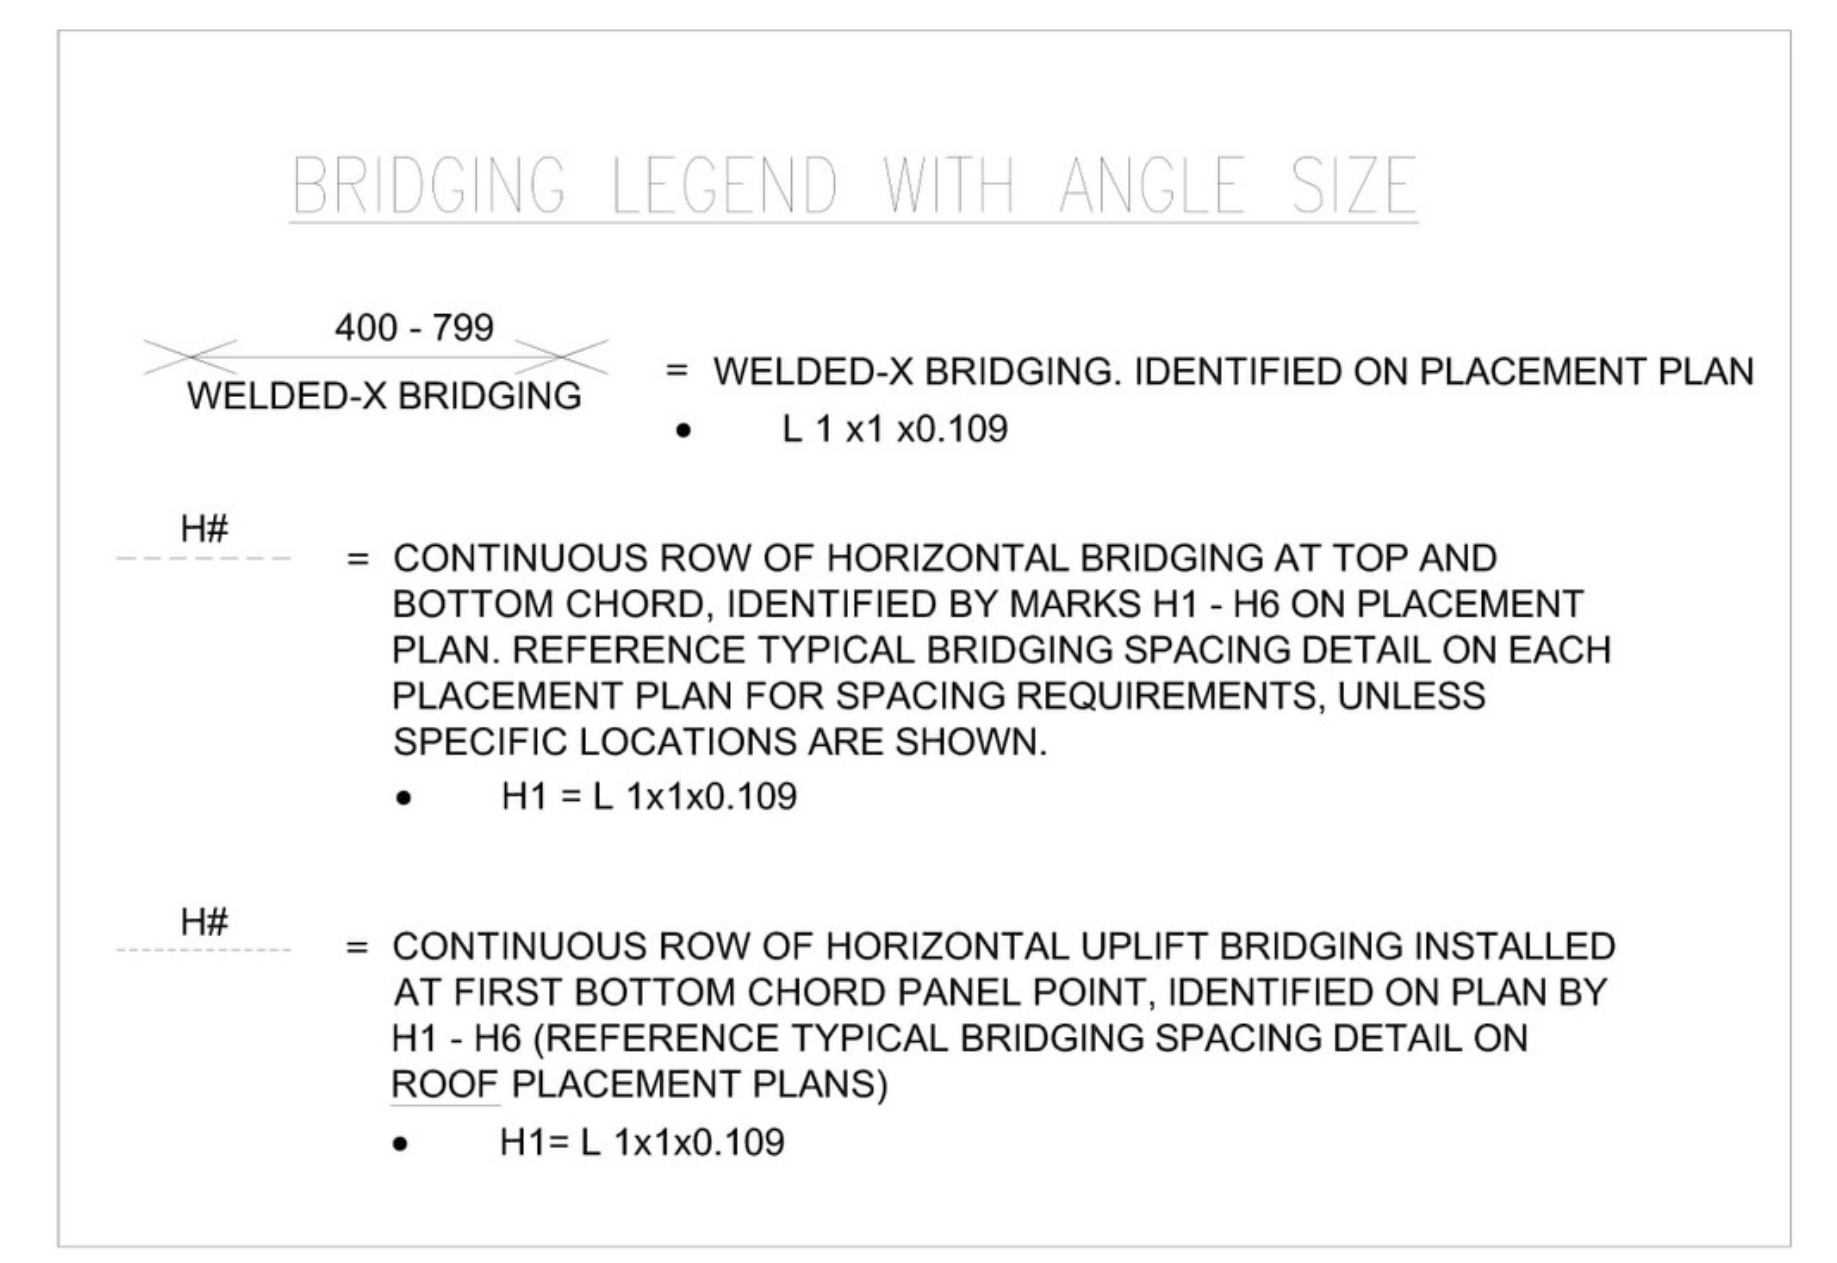 BRIDGING LEGEND WITH ANGLE SIZE
400 - 799
WELDED-X BRIDGING
= WELDED-X BRIDGING. IDENTIFIED ON PLACEMENT PLAN
• L 1 x1 x0.109
H#
= CONTINUOUS ROW OF HORIZONTAL BRIDGING AT TOP AND
BOTTOM CHORD, IDENTIFIED BY MARKS H1 - H6 ON PLACEMENT
PLAN. REFERENCE TYPICAL BRIDGING SPACING DETAIL ON EACH
PLACEMENT PLAN FOR SPACING REQUIREMENTS, UNLESS
SPECIFIC LOCATIONS ARE SHOWN.
• H1 = L 1x1x0.109
H#
= CONTINUOUS ROW OF HORIZONTAL UPLIFT BRIDGING INSTALLED
AT FIRST BOTTOM CHORD PANEL POINT, IDENTIFIED ON PLAN BY
H1 - H6 (REFERENCE TYPICAL BRIDGING SPACING DETAIL ON
ROOF PLACEMENT PLANS)
• H1= L 1x1x0.109